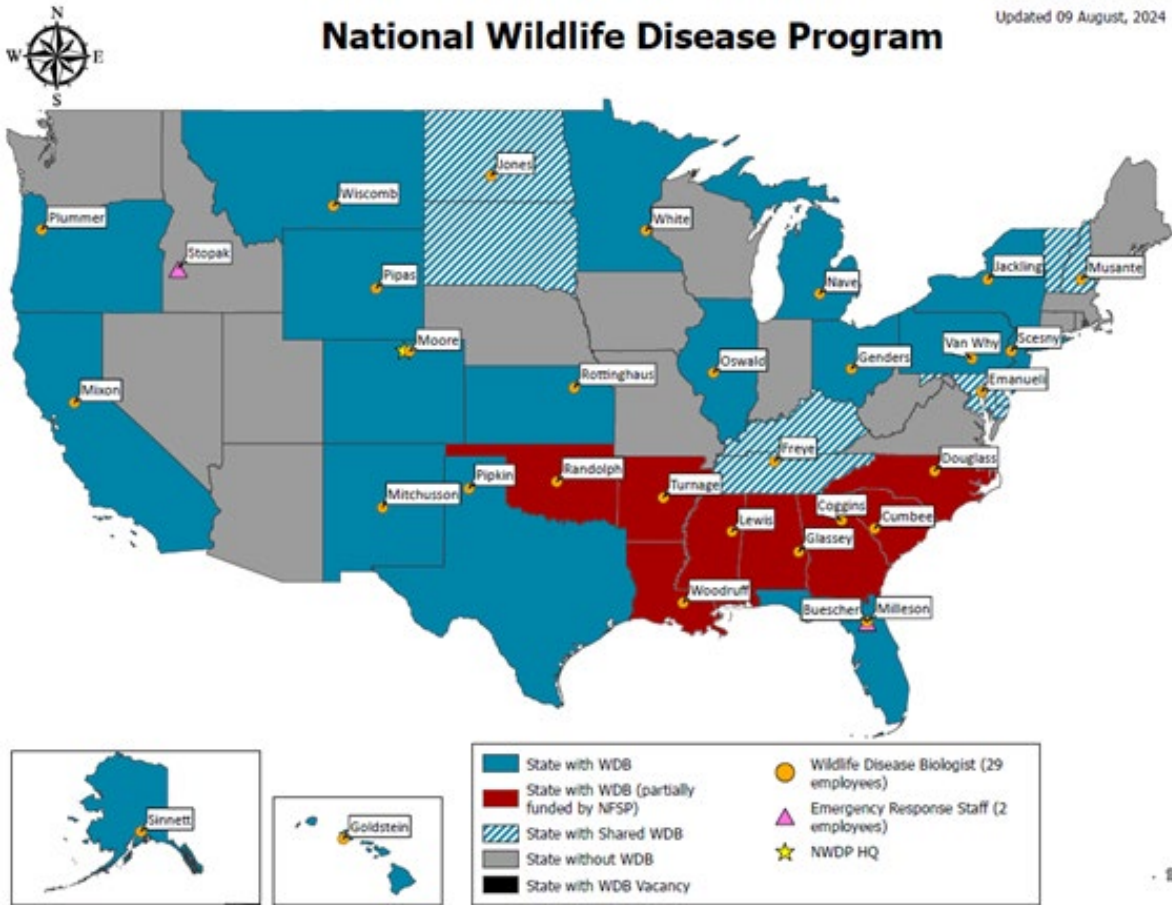 Updated 09 August, 2024
National Wildlife Disease Program
N
W
E
S
Jones
Wiscomb
Plummer
White
Stopak
Jackling
Musante
Pipas
Nave
Moore
Van Why
Scesny
Oswald
Genders
Rottinghaus
Emanueli
Mixon
Freye
Douglass
Pipkin
Randolph
Turnage
Mitchusson
Coggins
Lewis
Cumbee
Glassey
Woodruff
Buescher
Milleson
Sinnett
Goldstein
State with WDB
State with WDB (partially
funded by NFSP)
State with Shared WDB
State without WDB
State with WDB Vacancy
Wildlife Disease Biologist (29
employees)
Emergency Response Staff (2
employees)
NWDP HQ